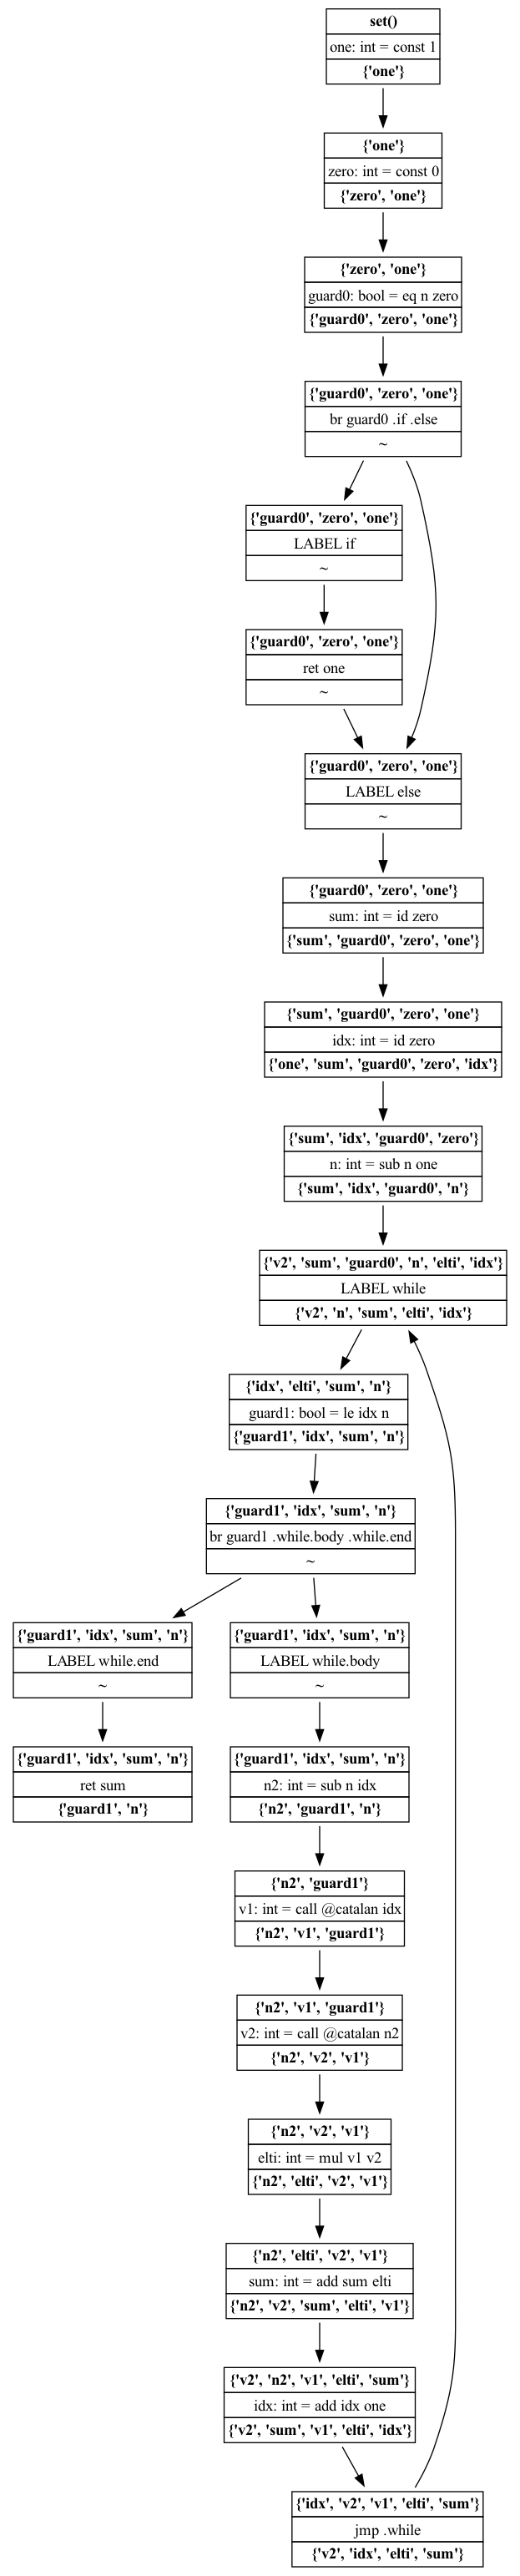 set()
one: int = const 1
{'one'}
{'one'}
zero: int = const 0
{'zero', 'one'}
{'zero', 'one'}
guard0: bool = eq n zero
{'guard0', 'zero', 'one'}
{'guard0', 'zero', 'one'}
br guard0 .if .else
~
{'guard0', 'zero', 'one'}
LABEL if
~
{'guard0', 'zero', 'one'}
ret one
~
{'guard0', 'zero', 'one'}
LABEL else
~
{'guard0', 'zero', 'one'}
sum: int = id zero
{'sum', 'guard0', 'zero', 'one'}
{'sum', 'guard0', 'zero', 'one'}
idx: int = id zero
{'one', 'sum', 'guard0', 'zero', 'idx'}
{'sum', 'idx', 'guard0', 'zero'}
n: int = sub n one
{'sum', 'idx', 'guard0', 'n'}
{'v2', 'sum', 'guard0', 'n', 'elti', 'idx'}
LABEL while
{'v2', 'n', 'sum', 'elti', 'idx'}
{'idx', 'elti', 'sum', 'n'}
guard1: bool = le idx n
{'guard1', 'idx', 'sum', 'n'}
{'guard1', 'idx', 'sum', 'n'}
br guard1 .while.body .while.end
~
{'guard1', 'idx', 'sum', 'n'}
LABEL while.end
~
{'guard1', 'idx', 'sum', 'n'}
LABEL while.body
~
{'guard1', 'idx', 'sum', 'n'}
ret sum
{'guard1', 'n'}
{'guard1', 'idx', 'sum', 'n'}
n2: int = sub n idx
{'n2', 'guard1', 'n'}
{'n2', 'guard1'}
v1: int = call @catalan idx
{'n2', 'v1', 'guard1'}
{'n2', 'v1', 'guard1'}
v2: int = call @catalan n2
{'n2', 'v2', 'v1'}
{'n2', 'v2', 'v1'}
elti: int = mul v1 v2
{'n2', 'elti', 'v2', 'v1'}
{'n2', 'elti', 'v2', 'v1'}
sum: int = add sum elti
{'n2', 'v2', 'sum', 'elti', 'v1'}
{'v2', 'n2', 'v1', 'elti', 'sum'}
idx: int = add idx one
{'v2', 'sum', 'v1', 'elti', 'idx'}
{'idx', 'v2', 'v1', 'elti', 'sum'}
jmp .while
{'v2', 'idx', 'elti', 'sum'}